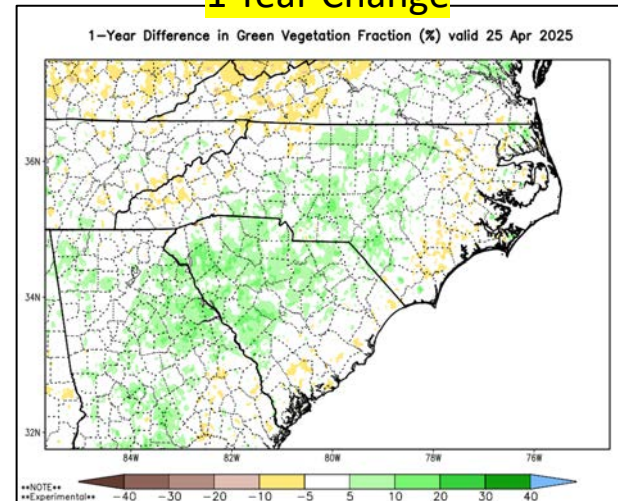 1 Year Change
1-Year Difference in Green Vegetation Fraction (%) valid 25 Apr 2025
36N
34N
32N
84W 82W 80W 78W 76W
**NOTE**
**Experimental**
-40 -30 -20 -10 -5 5 10 20 30 40